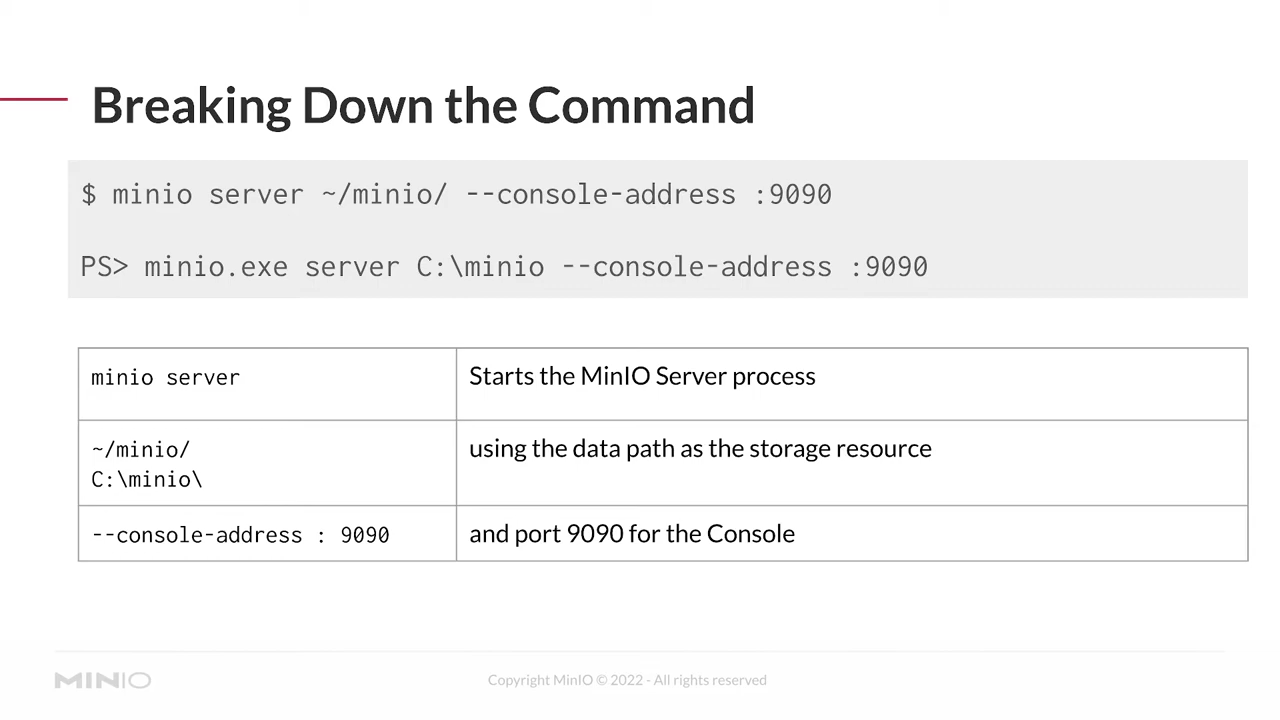 Breaking Down the Command
$ minio server ~/minio/ --console-address :9090
PS> minio.exe server C:\minio --console-address :9090
minio server
Starts the MinIO Server process
~/minio/
C:\minio\
using the data path as the storage resource
--console-address : 9090
and port 9090 for the Console
MINIO
Copyright MinIO © 2022 - All rights reserved